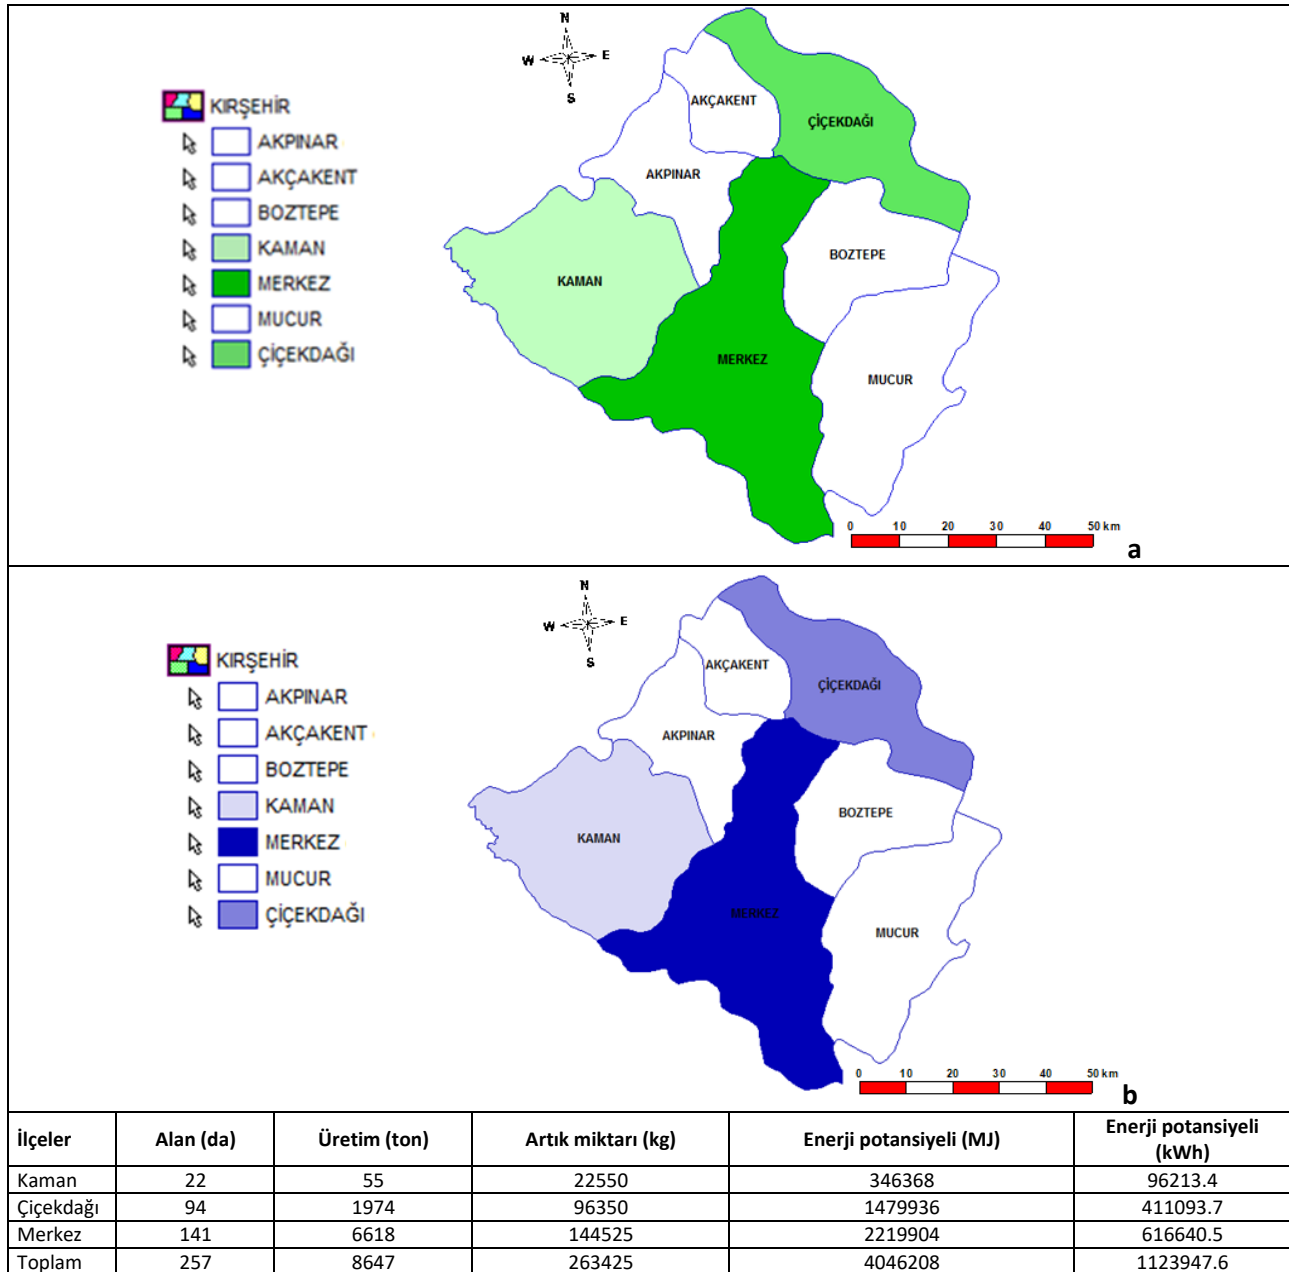 N
W E
S
KIRŞEHİR
AKPINAR
AKÇAKENT
BOZTEPE
KAMAN
MERKEZ
MUCUR
ÇİÇEKDAĞI
AKÇAKENT
ÇİÇEKDAĞI
AKPINAR
BOZTEPE
KAMAN
MERKEZ
MUCUR
0 10 20 30 40 50 km
a
N
W E
S
KIRŞEHİR
AKPINAR
AKÇAKENT
BOZTEPE
KAMAN
MERKEZ
MUCUR
ÇİÇEKDAĞI
AKÇAKENT
ÇİÇEKDAĞI
AKPINAR
BOZTEPE
KAMAN
MERKEZ
MUCUR
0 10 20 30 40 50 km
b
İlçeler Alan (da) Üretim (ton) Artık miktarı (kg) Enerji potansiyeli (MJ) Enerji potansiyeli
(kWh)
Kaman 22 55 22550 346368 96213.4
Çiçekdağı 94 1974 96350 1479936 411093.7
Merkez 141 6618 144525 2219904 616640.5
Toplam 257 8647 263425 4046208 1123947.6